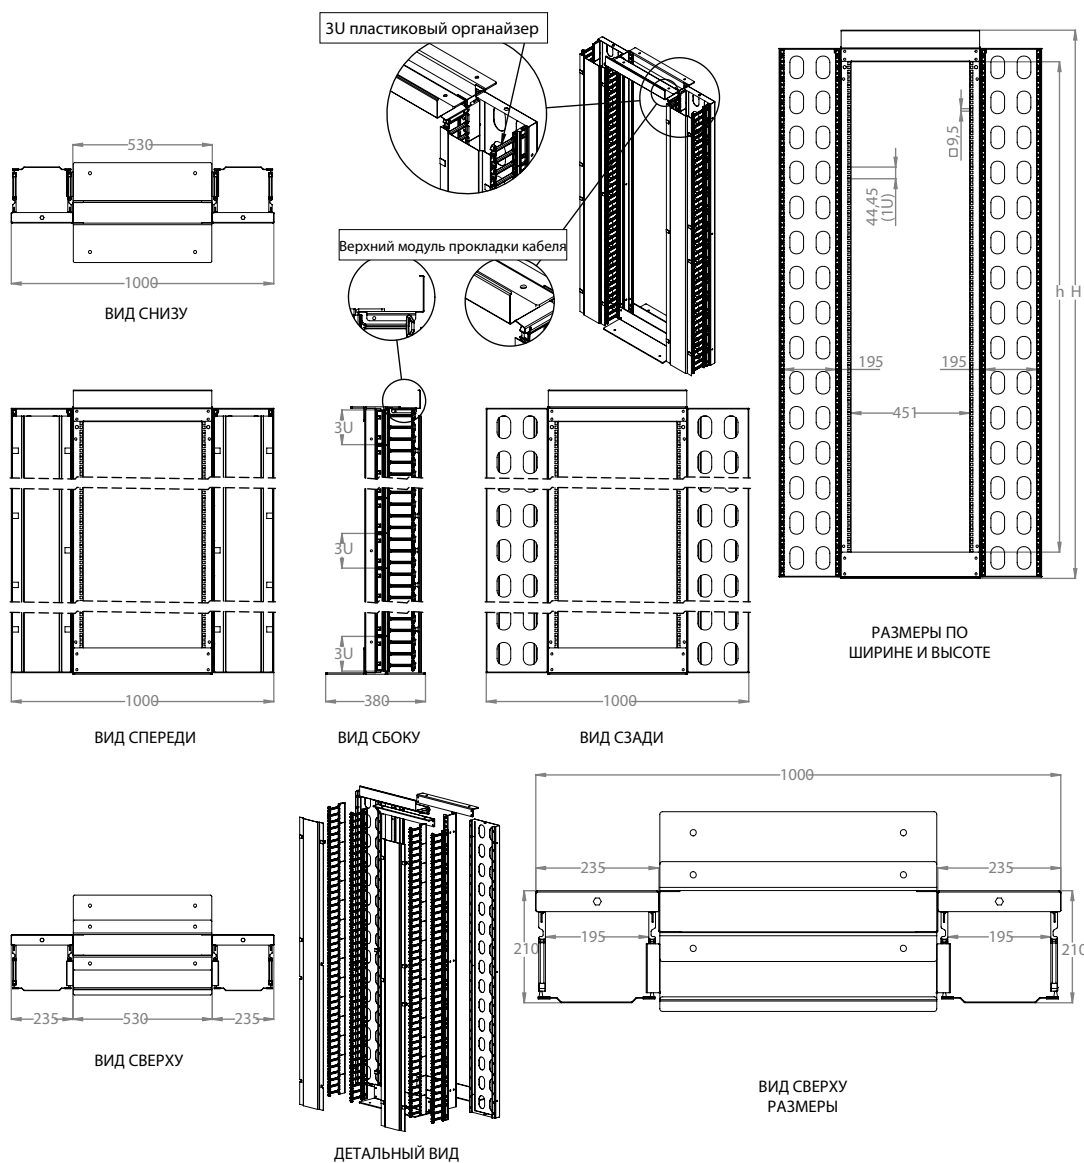 3U пластиковый органайзер
530
1000
ВИД СНИЗУ
Верхний модуль прокладки кабеля
□9,5
44,45
(1U)
h
H
195
195
451
РАЗМЕРЫ ПО
ШИРИНЕ И ВЫСОТЕ
3U
3U
3U
1000
380
1000
ВИД СПЕРЕДИ
ВИД СБОКУ
ВИД СЗАДИ
235
530
235
ВИД СВЕРХУ
ДЕТАЛЬНЫЙ ВИД
1000
235
235
195
195
210
210
ВИД СВЕРХУ
РАЗМЕРЫ